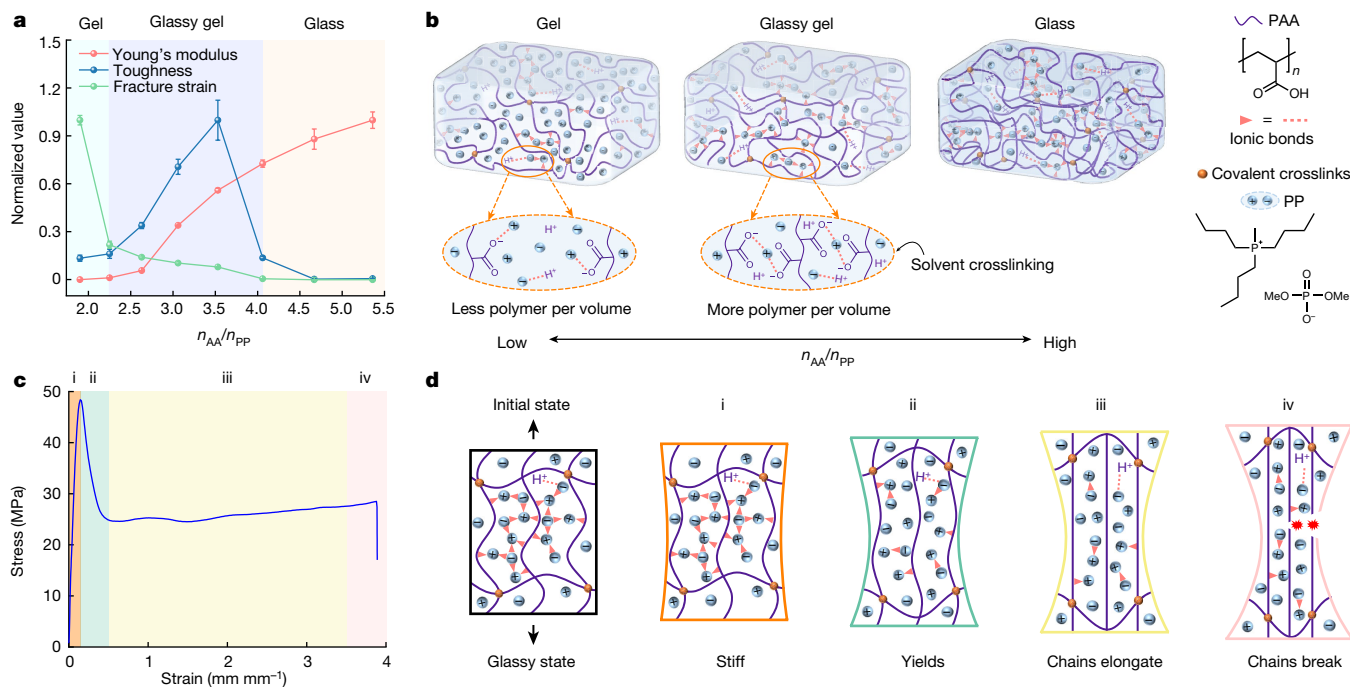 a
Gel
Glassy gel
Glass
Normalized value
1.5
1.2
0.9
0.6
0.3
0
Young's modulus
Toughness
Fracture strain
2.0 2.5 3.0 3.5 4.0 4.5 5.0 5.5
nAA/nPP
b
Gel
Glassy gel
Glass
H+
H+
H+
H+
H+
H+
H+
H+
H+
O
O−
H+
H+
−O
O
O
O−
H+
−O
O
O
O−
H+
−O
O
H+
H+
Solvent crosslinking
Less polymer per volume
More polymer per volume
Low
High
nAA/nPP
PAA
n
O
OH
=
Ionic bonds
Covalent crosslinks
PP
+ −
P+
O
MeO P OMe
O−
c
i
ii
iii
iv
Stress (MPa)
50
40
30
20
10
0
0 1 2 3 4
Strain (mm mm−1)
d
Initial state
i
ii
iii
iv
H+
H+
H+
H+
H+
Glassy state
Stiff
Yields
Chains elongate
Chains break